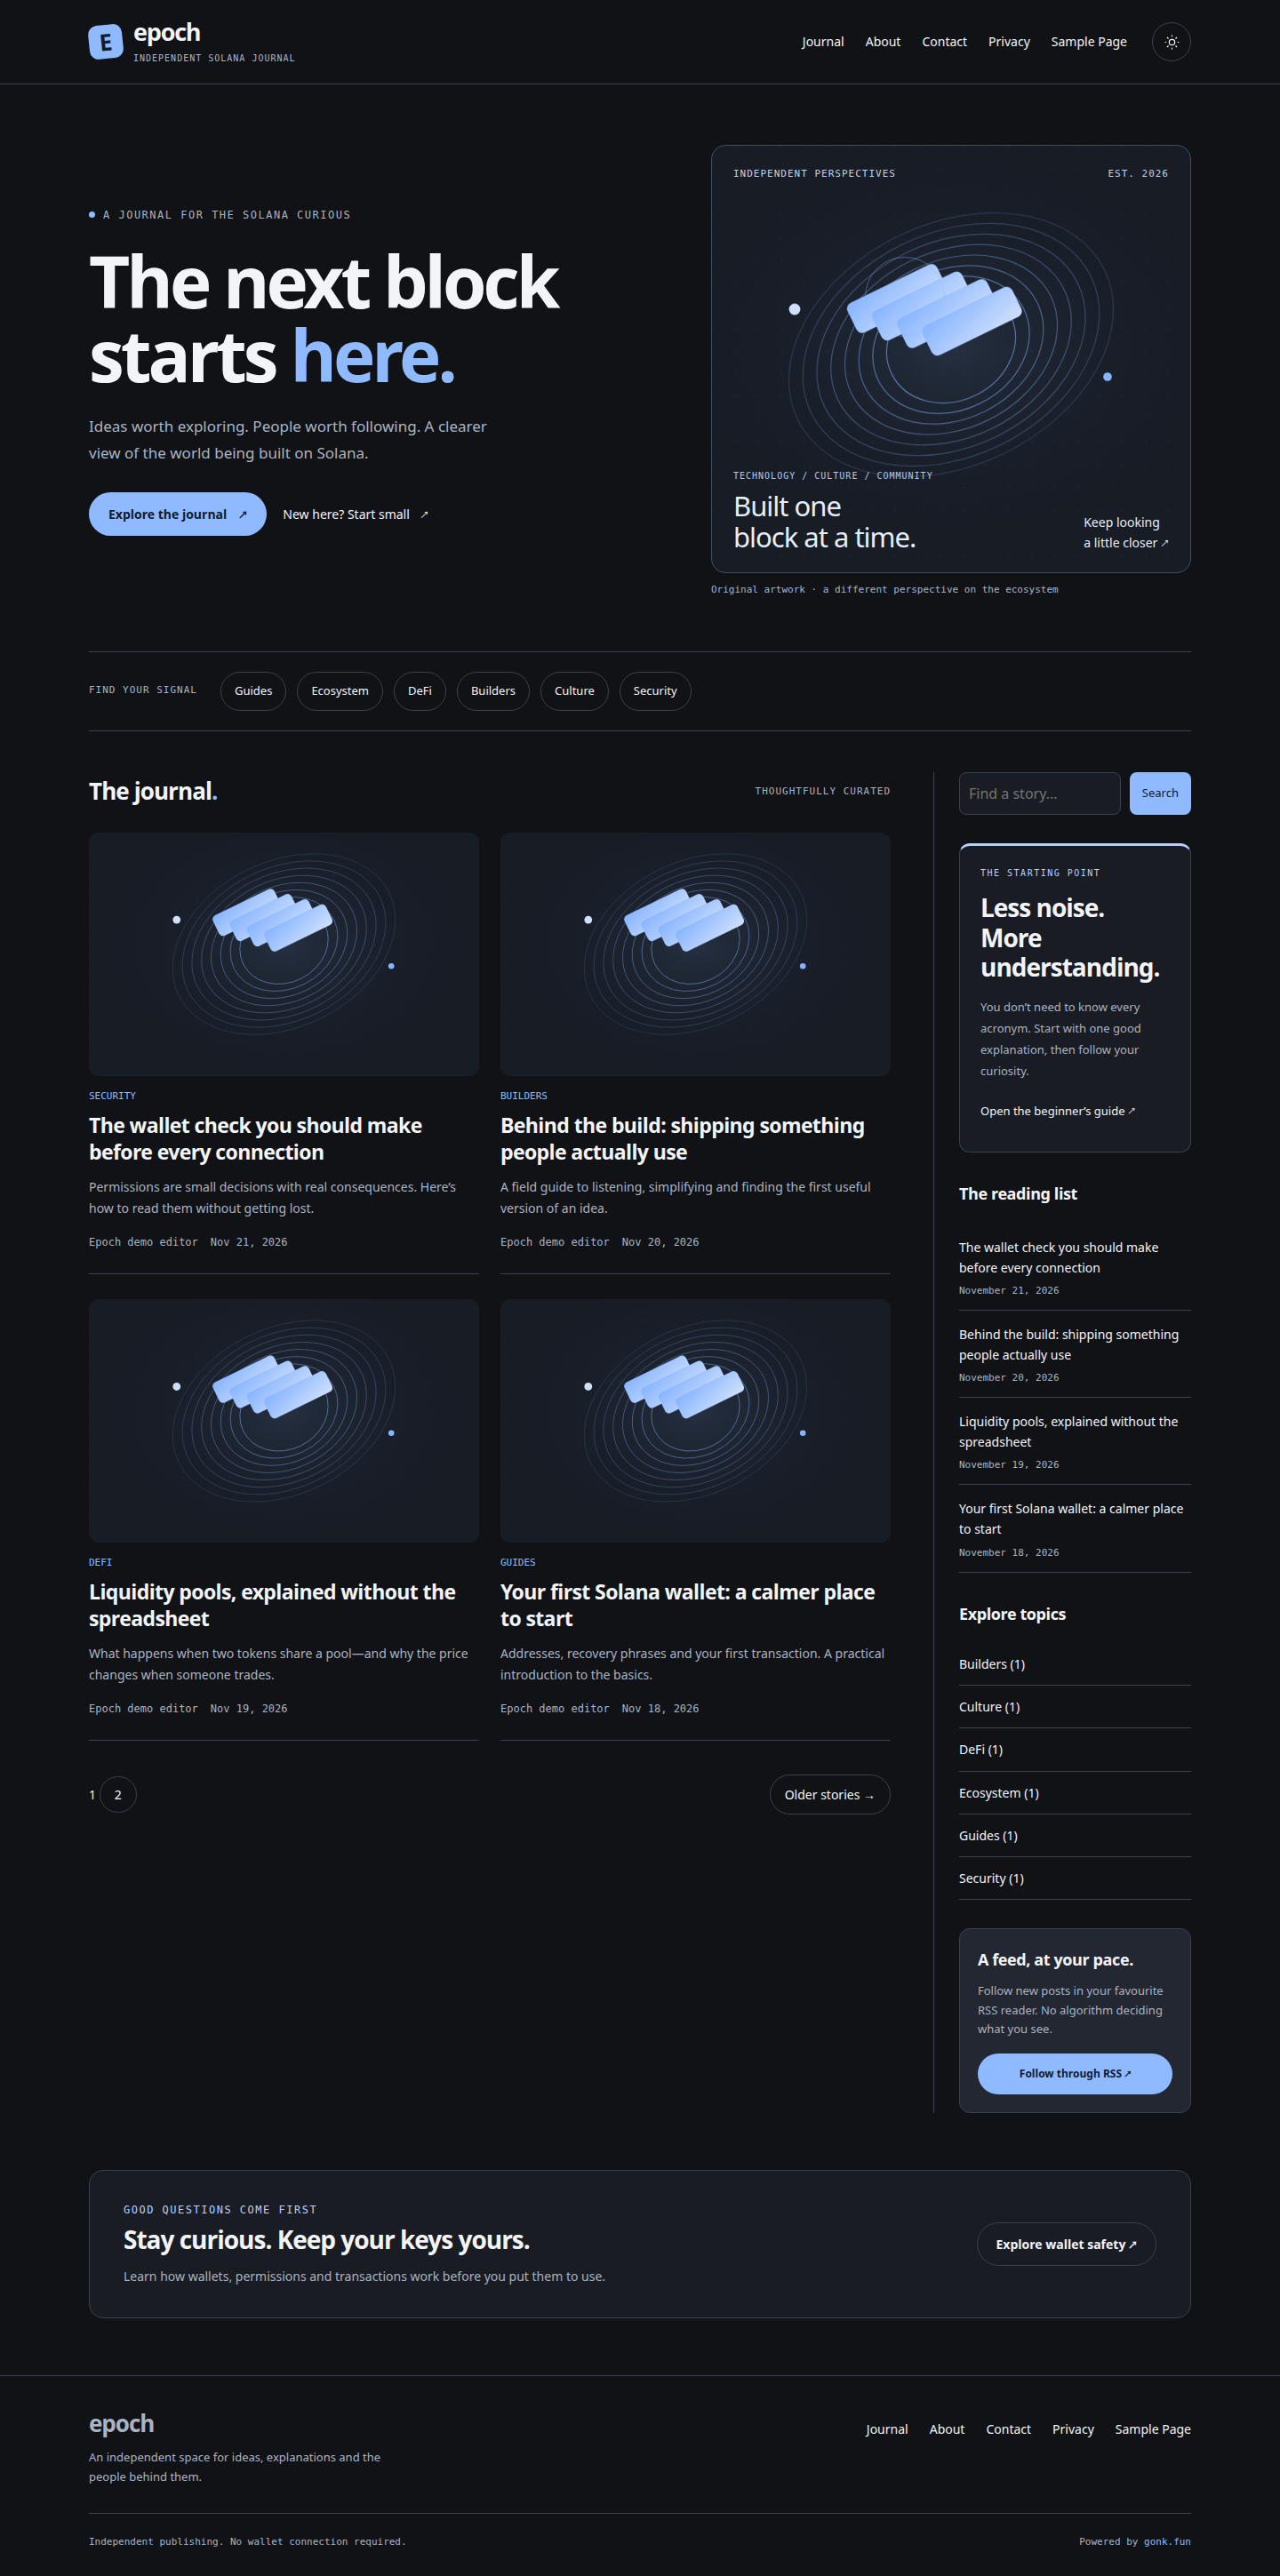 E
epoch
INDEPENDENT SOLANA JOURNAL
Journal About Contact Privacy Sample Page
A JOURNAL FOR THE SOLANA CURIOUS
The next block
starts here.
Ideas worth exploring. People worth following. A clearer
view of the world being built on Solana.
Explore the journal ↗ New here? Start small ↗
INDEPENDENT PERSPECTIVES EST. 2026
TECHNOLOGY / CULTURE / COMMUNITY
Built one
block at a time.
Keep looking
a little closer ↗
Original artwork · a different perspective on the ecosystem
FIND YOUR SIGNAL Guides Ecosystem DeFi Builders Culture Security
The journal.
THOUGHTFULLY CURATED
SECURITY
The wallet check you should make
before every connection
Permissions are small decisions with real consequences. Here’s
how to read them without getting lost.
Epoch demo editor Nov 21, 2026
BUILDERS
Behind the build: shipping something
people actually use
A field guide to listening, simplifying and finding the first useful
version of an idea.
Epoch demo editor Nov 20, 2026
DEFI
Liquidity pools, explained without the
spreadsheet
What happens when two tokens share a pool—and why the price
changes when someone trades.
Epoch demo editor Nov 19, 2026
GUIDES
Your first Solana wallet: a calmer place
to start
Addresses, recovery phrases and your first transaction. A practical
introduction to the basics.
Epoch demo editor Nov 18, 2026
1 2 Older stories →
Find a story... Search
THE STARTING POINT
Less noise.
More
understanding.
You don’t need to know every
acronym. Start with one good
explanation, then follow your
curiosity.
Open the beginner’s guide ↗
The reading list
The wallet check you should make
before every connection
November 21, 2026
Behind the build: shipping something
people actually use
November 20, 2026
Liquidity pools, explained without the
spreadsheet
November 19, 2026
Your first Solana wallet: a calmer place
to start
November 18, 2026
Explore topics
Builders (1)
Culture (1)
DeFi (1)
Ecosystem (1)
Guides (1)
Security (1)
A feed, at your pace.
Follow new posts in your favourite
RSS reader. No algorithm deciding
what you see.
Follow through RSS ↗
GOOD QUESTIONS COME FIRST
Stay curious. Keep your keys yours.
Learn how wallets, permissions and transactions work before you put them to use.
Explore wallet safety ↗
epoch
An independent space for ideas, explanations and the
people behind them.
Journal About Contact Privacy Sample Page
Independent publishing. No wallet connection required.
Powered by gonk.fun